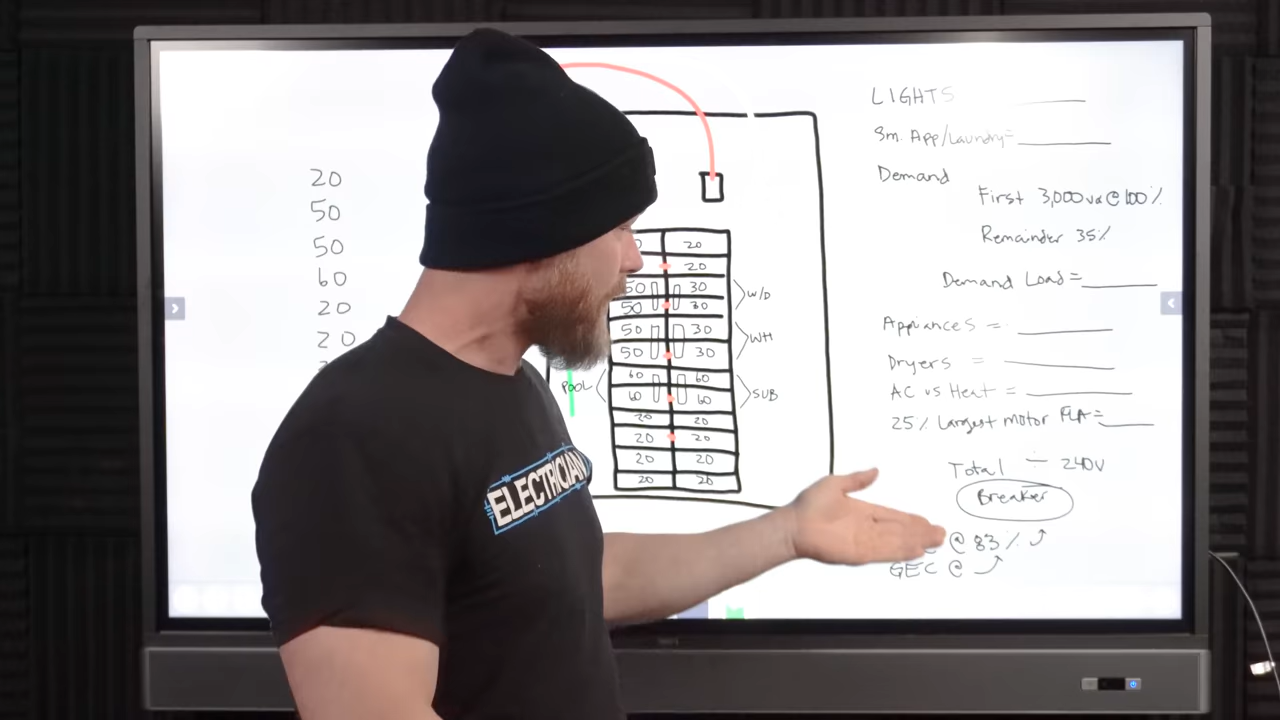 20
50
50
60
20
20
20
20
50
30
50
30
W/D
50
30
50
30
WH
60
60
60
60
POOL
SUB
20
20
20
20
20
20
20
20
ELECTRICIAN
LIGHTS
Sm. App/Laundry=
Demand
First 3,000va @ 100%
Remainder 35%
Demand Load =
Appliances =
Dryers =
AC vs Heat =
25% Largest motor FLA=
Total ÷ 240V
Breaker
@ 83%
GEC @